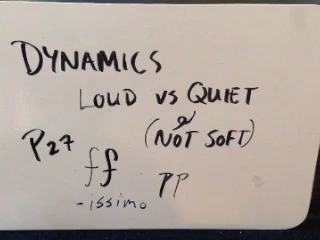 DYNAMICS
LOUD VS QUIET
(NOT SOFT)
P27
ff
pp
-issimo